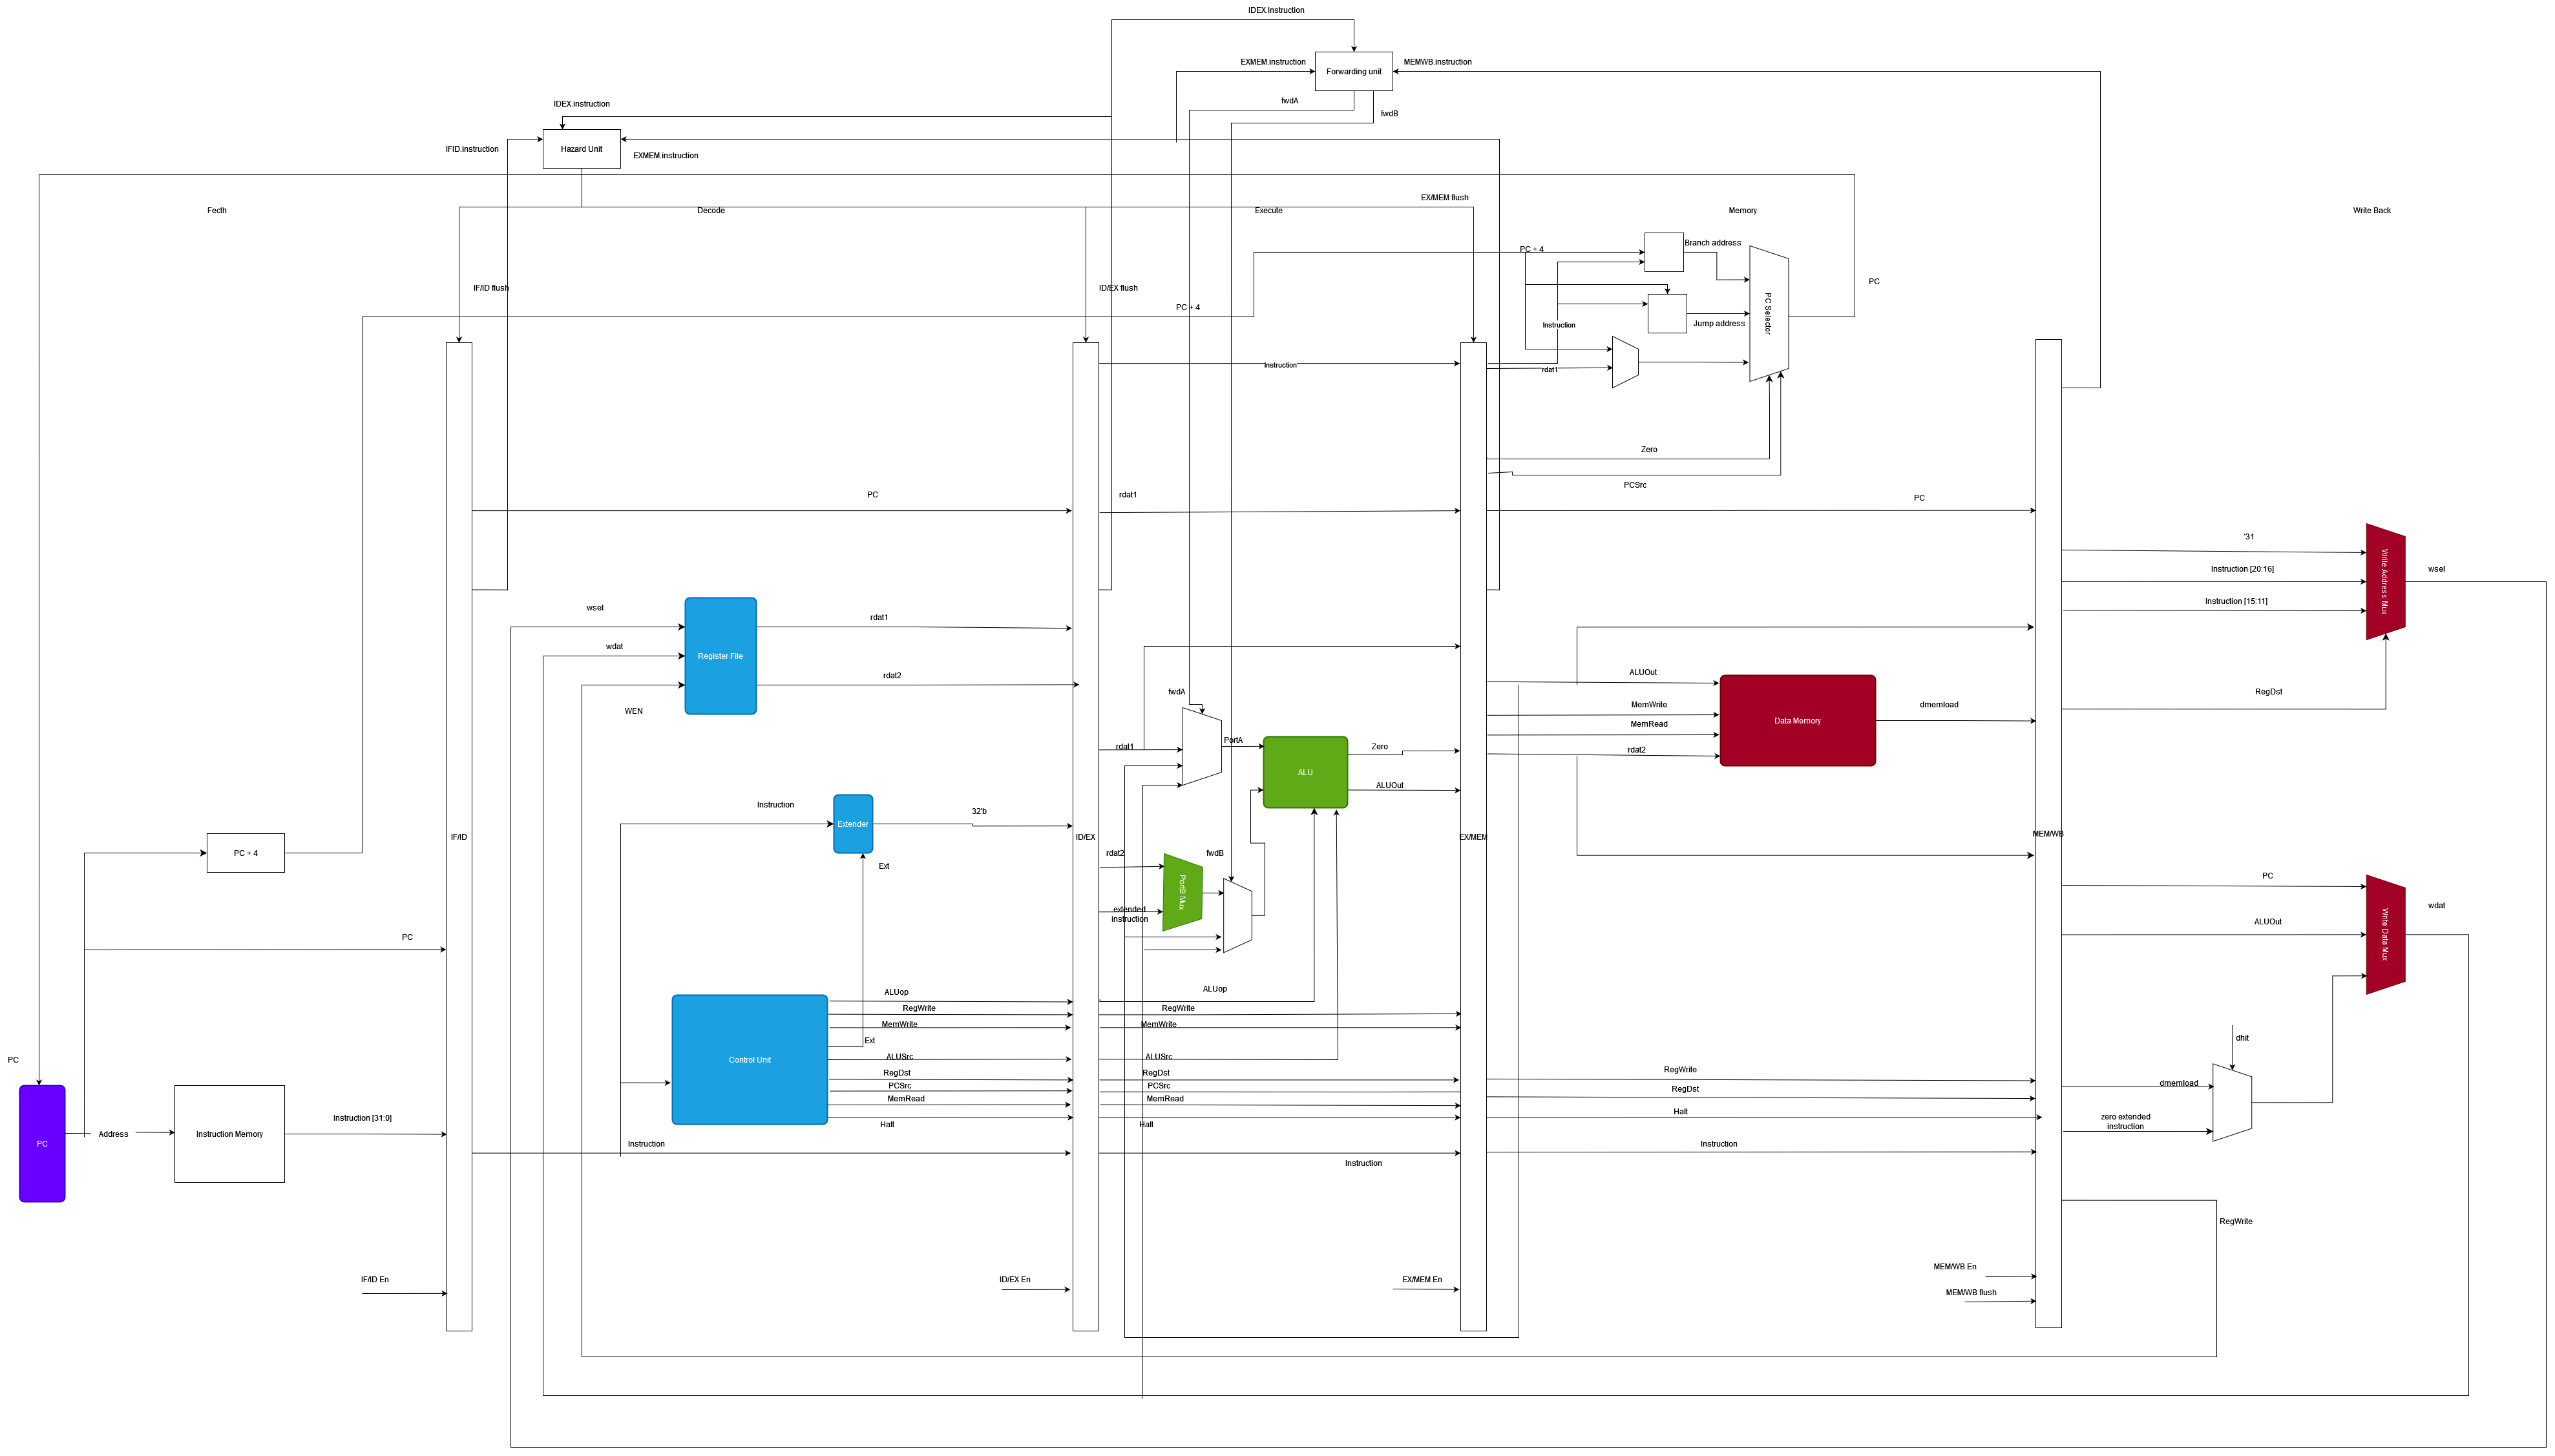 IDEX.Instruction
EXMEM.instruction
MEMWB.instruction
Forwarding unit
fwdA
fwdB
IDEX.instruction
IFID.instruction
Hazard Unit
EXMEM.instruction
Fecth
Decode
EX/MEM flush
Execute
Memory
Write Back
PC + 4
Branch address
IF/ID flush
ID/EX flush
PC
PC + 4
PC Selector
Jump address
Instruction
Instruction
rdat1
Zero
PCSrc
PC
rdat1
PC
'31
Instruction [20:16]
Instruction [15:11]
Write Address Mux
wsel
wsel
rdat1
wdat
Register File
rdat2
WEN
fwdA
ALUOut
MemWrite
MemRead
rdat2
Data Memory
dmemload
RegDst
rdat1
PortA
Zero
ALU
ALUOut
Instruction
Extender
32'b
IF/ID
ID/EX
EX/MEM
MEM/WB
PC + 4
Ext
rdat2
fwdB
PortB Mux
extended
instruction
PC
PC
ALUOut
Write Data Mux
wdat
ALUop
RegWrite
MemWrite
Ext
ALUSrc
RegDst
PCSrc
MemRead
Halt
Control Unit
ALUop
RegWrite
MemWrite
ALUSrc
RegDst
PCSrc
MemRead
Halt
RegWrite
RegDst
Halt
dhit
dmemload
zero extended
instruction
PC
PC
Address
Instruction Memory
Instruction [31:0]
Instruction
Instruction
Instruction
RegWrite
IF/ID En
ID/EX En
EX/MEM En
MEM/WB En
MEM/WB flush